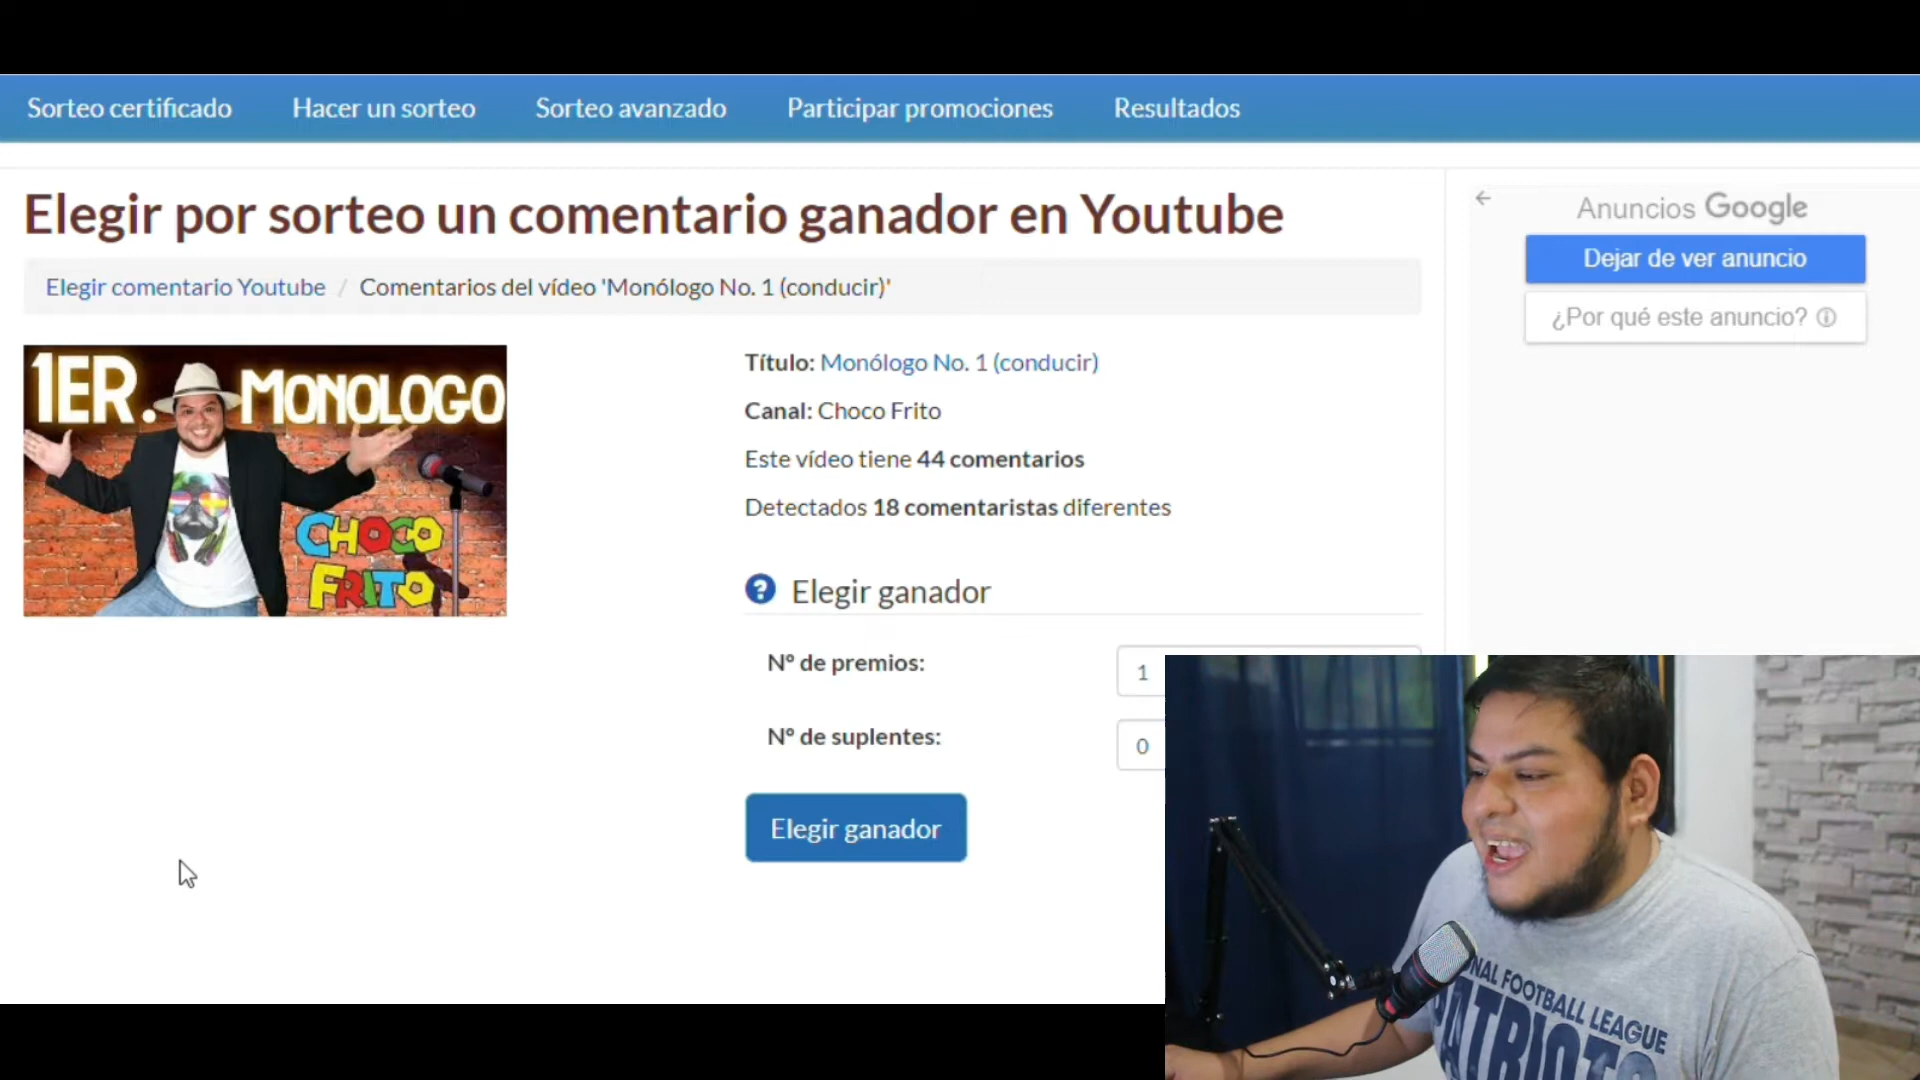 Sorteo certificado Hacer un sorteo Sorteo avanzado Participar promociones Resultados
Elegir por sorteo un comentario ganador en Youtube
Elegir comentario Youtube / Comentarios del vídeo 'Monólogo No. 1 (conducir)'
1ER. MONOLOGO
CHOCO
FRITO
Título: Monólogo No. 1 (conducir)
Canal: Choco Frito
Este vídeo tiene 44 comentarios
Detectados 18 comentaristas diferentes
? Elegir ganador
Nº de premios: 1
Nº de suplentes: 0
Elegir ganador
Anuncios Google
Dejar de ver anuncio
¿Por qué este anuncio?
NAL FOOTBALL LEAGUE
PATRIOTS